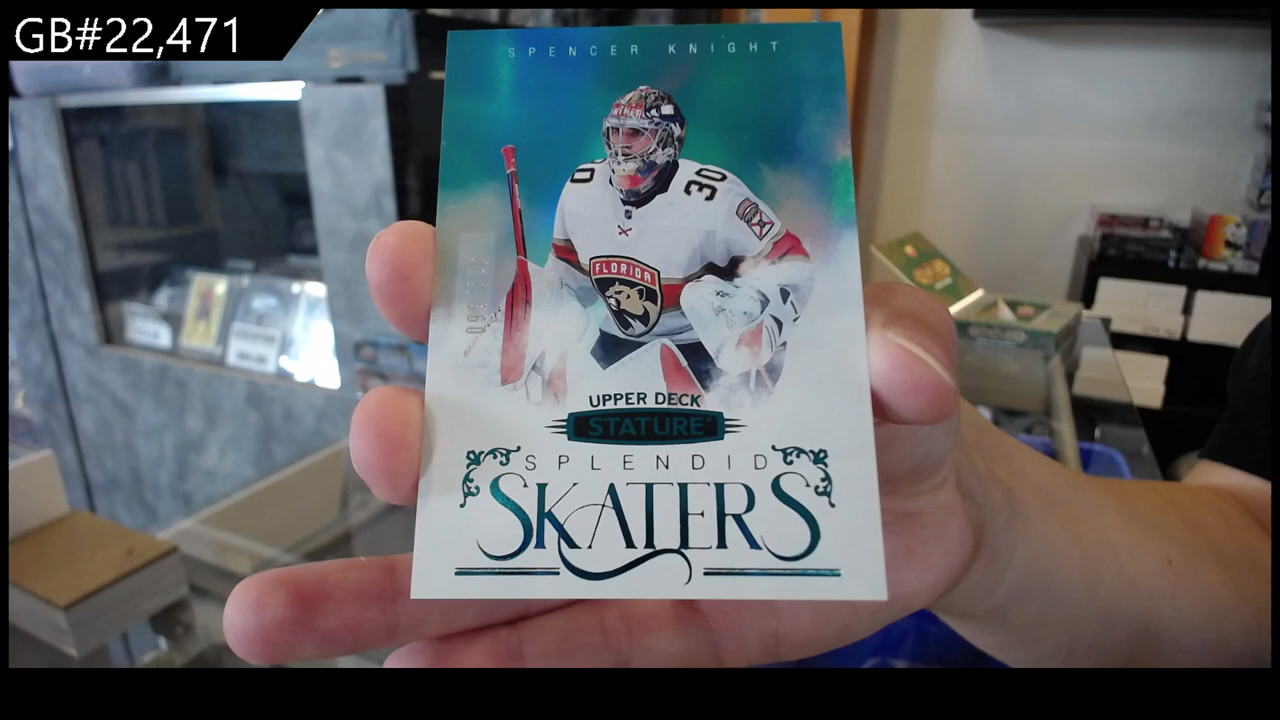 GB#22,471
SPENCER KNIGHT
30
30
FLORIDA
UPPER DECK
STATURE
SPLENDID
SKATERS